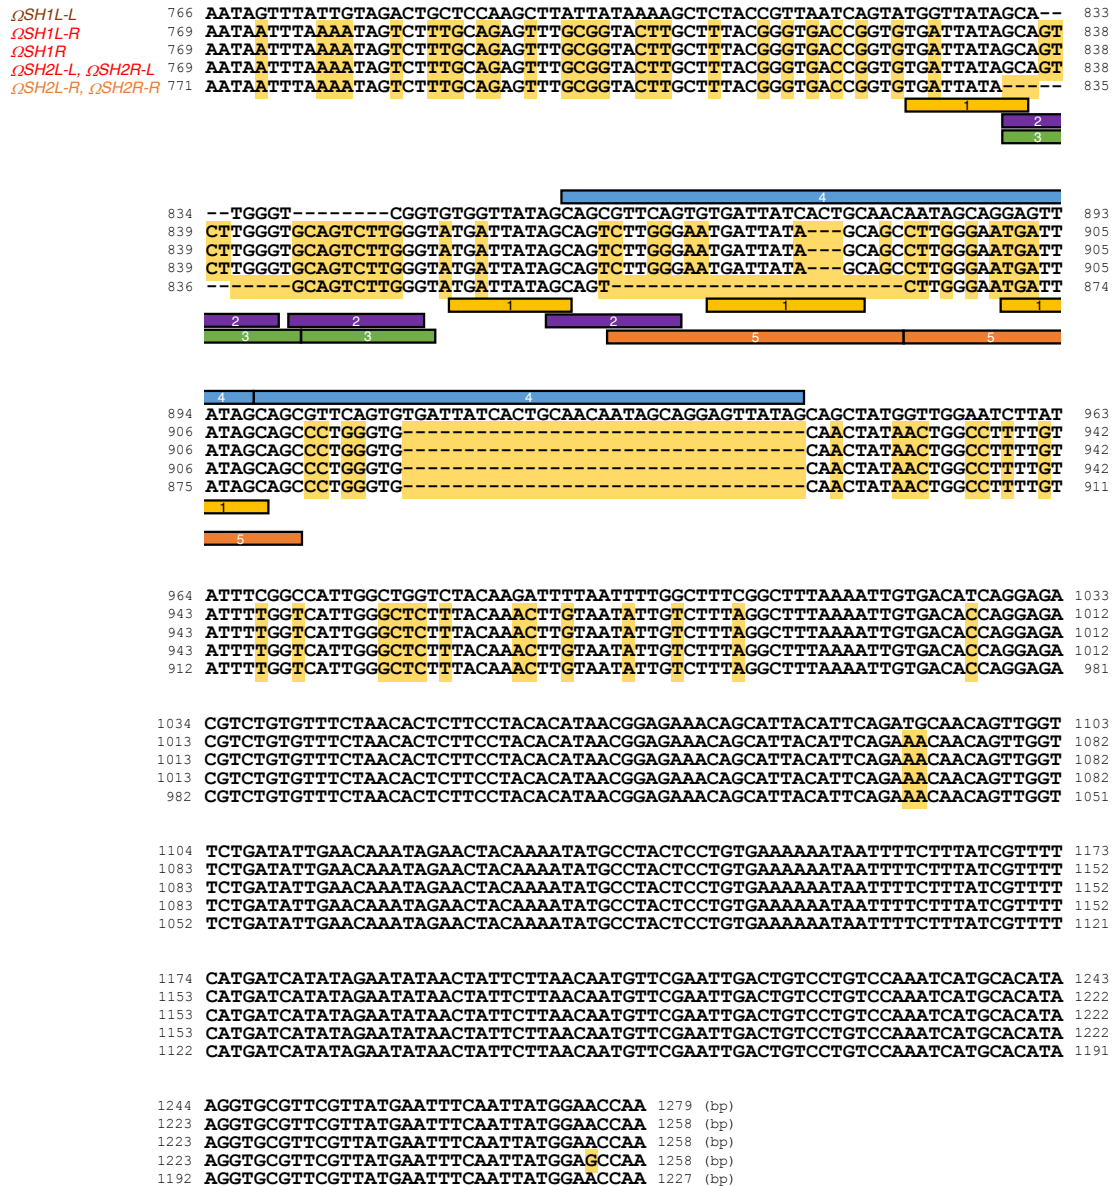 ΩSH1L-L 766 AATAGTTTATTGTAGACTGCTCCAAGCTTATTATAAAAGCTCTACCGTTAATCAGTATGGTTATAGCA-- 833
ΩSH1L-R 769 AATAATTTAAAATAGTCTTTGCAGAGTTTGCGGTACTTGCTTTACGGGTGACCGGTGTGATTATAGCAGT 838
ΩSH1R 769 AATAATTTAAAATAGTCTTTGCAGAGTTTGCGGTACTTGCTTTACGGGTGACCGGTGTGATTATAGCAGT 838
ΩSH2L-L, ΩSH2R-L 769 AATAATTTAAAATAGTCTTTGCAGAGTTTGCGGTACTTGCTTTACGGGTGACCGGTGTGATTATAGCAGT 838
ΩSH2L-R, ΩSH2R-R 771 AATAATTTAAAATAGTCTTTGCAGAGTTTGCGGTACTTGCTTTACGGGTGACCGGTGTGATTATA----- 835
1
2
3
4
834 --TGGGT--------CGGTGTGGTTATAGCAGCGTTCAGTGTGATTATCACTGCAACAATAGCAGGAGTT 893
839 CTTGGGTGCAGTCTTGGGTATGATTATAGCAGTCTTGGGAATGATTATA---GCAGCCTTGGGAATGATT 905
839 CTTGGGTGCAGTCTTGGGTATGATTATAGCAGTCTTGGGAATGATTATA---GCAGCCTTGGGAATGATT 905
839 CTTGGGTGCAGTCTTGGGTATGATTATAGCAGTCTTGGGAATGATTATA---GCAGCCTTGGGAATGATT 905
836 -------GCAGTCTTGGGTATGATTATAGCAGT------------------------CTTGGGAATGATT 874
1 1 1
2 2 2
3 3 5 5
4 4
894 ATAGCAGCGTTCAGTGTGATTATCACTGCAACAATAGCAGGAGTTATAGCAGCTATGGTTGGAATCTTAT 963
906 ATAGCAGCCCTGGGTG---------------------------------CAACTATAACTGGCCTTTTGT 942
906 ATAGCAGCCCTGGGTG---------------------------------CAACTATAACTGGCCTTTTGT 942
906 ATAGCAGCCCTGGGTG---------------------------------CAACTATAACTGGCCTTTTGT 942
875 ATAGCAGCCCTGGGTG---------------------------------CAACTATAACTGGCCTTTTGT 911
1
5
964 ATTTCGGCCATTGGCTGGTCTACAAGATTTTAATTTTGGCTTTCGGCTTTAAAATTGTGACATCAGGAGA 1033
943 ATTTTGGTCATTGGGCTCTTTACAAACTTGTAATATTGTCTTTAGGCTTTAAAATTGTGACACCAGGAGA 1012
943 ATTTTGGTCATTGGGCTCTTTACAAACTTGTAATATTGTCTTTAGGCTTTAAAATTGTGACACCAGGAGA 1012
943 ATTTTGGTCATTGGGCTCTTTACAAACTTGTAATATTGTCTTTAGGCTTTAAAATTGTGACACCAGGAGA 1012
912 ATTTTGGTCATTGGGCTCTTTACAAACTTGTAATATTGTCTTTAGGCTTTAAAATTGTGACACCAGGAGA 981
1034 CGTCTGTGTTTCTAACACTCTTCCTACACATAACGGAGAAACAGCATTACATTCAGATGCAACAGTTGGT 1103
1013 CGTCTGTGTTTCTAACACTCTTCCTACACATAACGGAGAAACAGCATTACATTCAGAAACAACAGTTGGT 1082
1013 CGTCTGTGTTTCTAACACTCTTCCTACACATAACGGAGAAACAGCATTACATTCAGAAACAACAGTTGGT 1082
1013 CGTCTGTGTTTCTAACACTCTTCCTACACATAACGGAGAAACAGCATTACATTCAGAAACAACAGTTGGT 1082
982 CGTCTGTGTTTCTAACACTCTTCCTACACATAACGGAGAAACAGCATTACATTCAGAAACAACAGTTGGT 1051
1104 TCTGATATTGAACAAATAGAACTACAAAATATGCCTACTCCTGTGAAAAAATAATTTTCTTTATCGTTTT 1173
1083 TCTGATATTGAACAAATAGAACTACAAAATATGCCTACTCCTGTGAAAAAATAATTTTCTTTATCGTTTT 1152
1083 TCTGATATTGAACAAATAGAACTACAAAATATGCCTACTCCTGTGAAAAAATAATTTTCTTTATCGTTTT 1152
1083 TCTGATATTGAACAAATAGAACTACAAAATATGCCTACTCCTGTGAAAAAATAATTTTCTTTATCGTTTT 1152
1052 TCTGATATTGAACAAATAGAACTACAAAATATGCCTACTCCTGTGAAAAAATAATTTTCTTTATCGTTTT 1121
1174 CATGATCATATAGAATATAACTATTCTTAACAATGTTCGAATTGACTGTCCTGTCCAAATCATGCACATA 1243
1153 CATGATCATATAGAATATAACTATTCTTAACAATGTTCGAATTGACTGTCCTGTCCAAATCATGCACATA 1222
1153 CATGATCATATAGAATATAACTATTCTTAACAATGTTCGAATTGACTGTCCTGTCCAAATCATGCACATA 1222
1153 CATGATCATATAGAATATAACTATTCTTAACAATGTTCGAATTGACTGTCCTGTCCAAATCATGCACATA 1222
1122 CATGATCATATAGAATATAACTATTCTTAACAATGTTCGAATTGACTGTCCTGTCCAAATCATGCACATA 1191
1244 AGGTGCGTTCGTTATGAATTTCAATTATGGAACCAA 1279 (bp)
1223 AGGTGCGTTCGTTATGAATTTCAATTATGGAACCAA 1258 (bp)
1223 AGGTGCGTTCGTTATGAATTTCAATTATGGAACCAA 1258 (bp)
1223 AGGTGCGTTCGTTATGAATTTCAATTATGGAGCCAA 1258 (bp)
1192 AGGTGCGTTCGTTATGAATTTCAATTATGGAACCAA 1227 (bp)